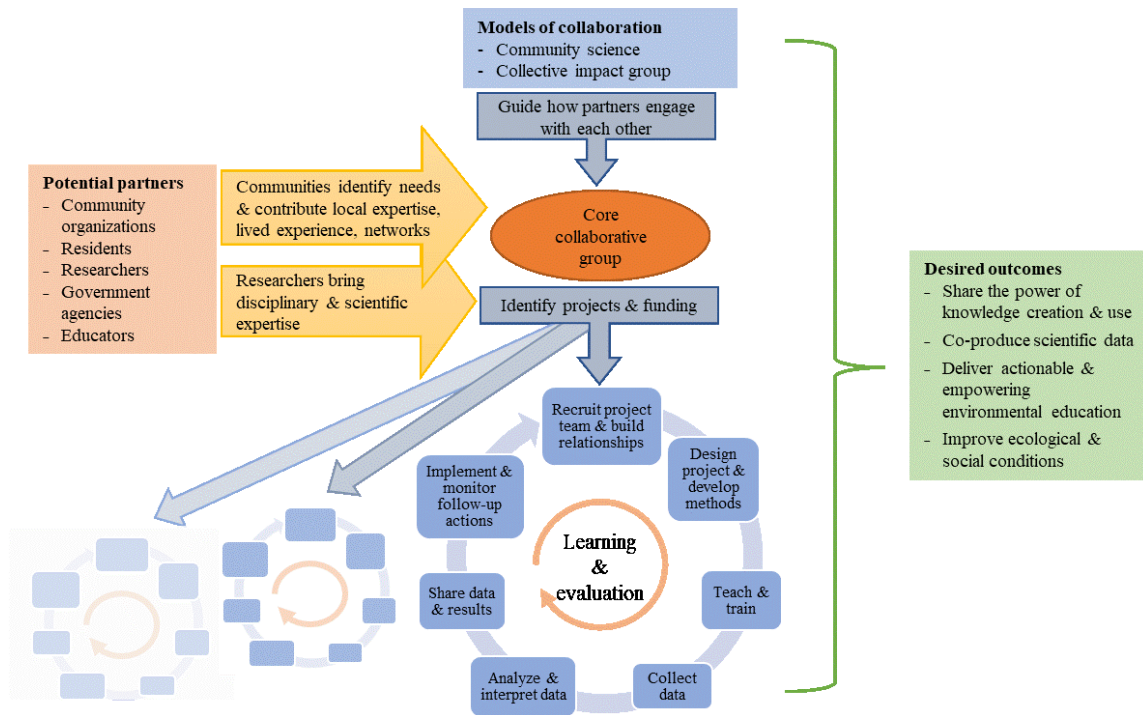 Models of collaboration
- Community science
- Collective impact group
Guide how partners engage
with each other
Potential partners
- Community
organizations
- Residents
- Researchers
- Government
agencies
- Educators
Communities identify needs
& contribute local expertise,
lived experience, networks
Researchers bring
disciplinary & scientific
expertise
Core
collaborative
group
Identify projects & funding
Recruit project
team & build
relationships
Design
project &
develop
methods
Teach &
train
Collect
data
Analyze &
interpret data
Share data
& results
Implement &
monitor
follow-up
actions
Learning
&
evaluation
Desired outcomes
- Share the power of
knowledge creation & use
- Co-produce scientific data
- Deliver actionable &
empowering
environmental education
- Improve ecological &
social conditions